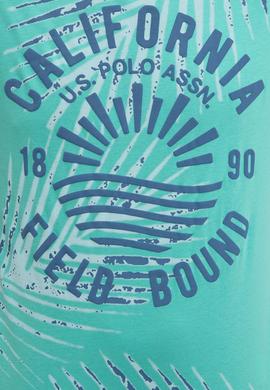 CALIFORNIA
U.S. POLO ASSN.
18 90
FIELD BOUND